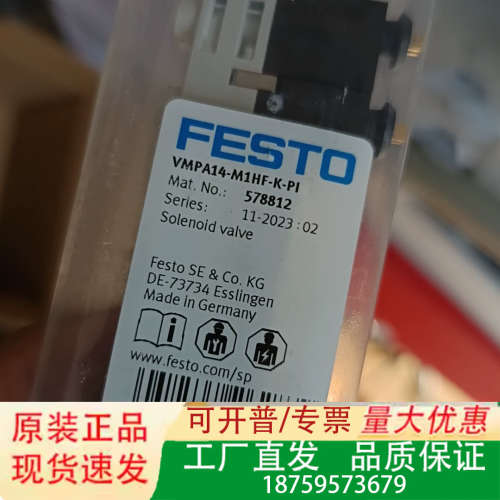 FESTO
VMPA14-M1HF-K-PI
Mat. No.: 578812
Series: 11-2023 : 02
Solenoid valve
Festo SE & Co. KG
DE-73734 Esslingen
Made in Germany
www.festo.com/sp
原装正品
现货速发
可开普/专票
量大优惠
工厂直发 品质保证
18759573679